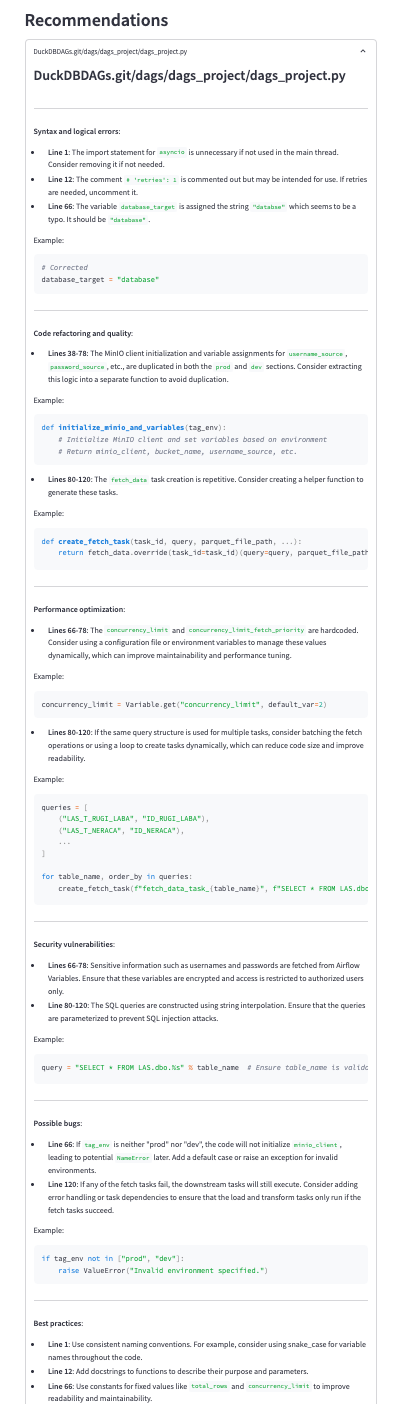 Recommendations
DuckDBDAGs.git/dags/dags_project/dags_project.py
DuckDBDAGs.git/dags/dags_project/dags_project.py
Syntax and logical errors:
• Line 1: The import statement for asyncio is unnecessary if not used in the main thread.
Consider removing it if not needed.
• Line 12: The comment # 'retries': 1 is commented out but may be intended for use. If retries
are needed, uncomment it.
• Line 66: The variable database_target is assigned the string "databse" which seems to be a
typo. It should be "database".
Example:
# Corrected
database_target = "database"
Code refactoring and quality:
• Lines 38-78: The MinIO client initialization and variable assignments for username_source,
password_source, etc., are duplicated in both the prod and dev sections. Consider extracting
this logic into a separate function to avoid duplication.
Example:
def initialize_minio_and_variables(tag_env):
# Initialize MinIO client and set variables based on environment
# Return minio_client, bucket_name, username_source, etc.
• Lines 80-120: The fetch_data task creation is repetitive. Consider creating a helper function to
generate these tasks.
Example:
def create_fetch_task(task_id, query, parquet_file_path, ...):
return fetch_data.override(task_id=task_id)(query=query, parquet_file_path
Performance optimization:
• Lines 66-78: The concurrency_limit and concurrency_limit_fetch_priority are hardcoded.
Consider using a configuration file or environment variables to manage these values
dynamically, which can improve maintainability and performance tuning.
Example:
concurrency_limit = Variable.get("concurrency_limit", default_var=2)
• Lines 80-120: If the same query structure is used for multiple tasks, consider batching the fetch
operations or using a loop to create tasks dynamically, which can reduce code size and improve
readability.
Example:
queries = [
("LAS_T_RUGI_LABA", "ID_RUGI_LABA"),
("LAS_T_NERACA", "ID_NERACA"),
...
]
for table_name, order_by in queries:
create_fetch_task(f"fetch_data_task_{table_name}", f"SELECT * FROM LAS.dbo
Security vulnerabilities:
• Lines 66-78: Sensitive information such as usernames and passwords are fetched from Airflow
Variables. Ensure that these variables are encrypted and access is restricted to authorized users
only.
• Lines 80-120: The SQL queries are constructed using string interpolation. Ensure that the queries
are parameterized to prevent SQL injection attacks.
Example:
query = "SELECT * FROM LAS.dbo.%s" % table_name # Ensure table_name is valida
Possible bugs:
• Line 66: If tag_env is neither "prod" nor "dev", the code will not initialize minio_client,
leading to potential NameError later. Add a default case or raise an exception for invalid
environments.
• Line 120: If any of the fetch tasks fail, the downstream tasks will still execute. Consider adding
error handling or task dependencies to ensure that the load and transform tasks only run if the
fetch tasks succeed.
Example:
if tag_env not in ["prod", "dev"]:
raise ValueError("Invalid environment specified.")
Best practices:
• Line 1: Use consistent naming conventions. For example, consider using snake_case for variable
names throughout the code.
• Line 12: Add docstrings to functions to describe their purpose and parameters.
• Line 66: Use constants for fixed values like total_rows and concurrency_limit to improve
readability and maintainability.